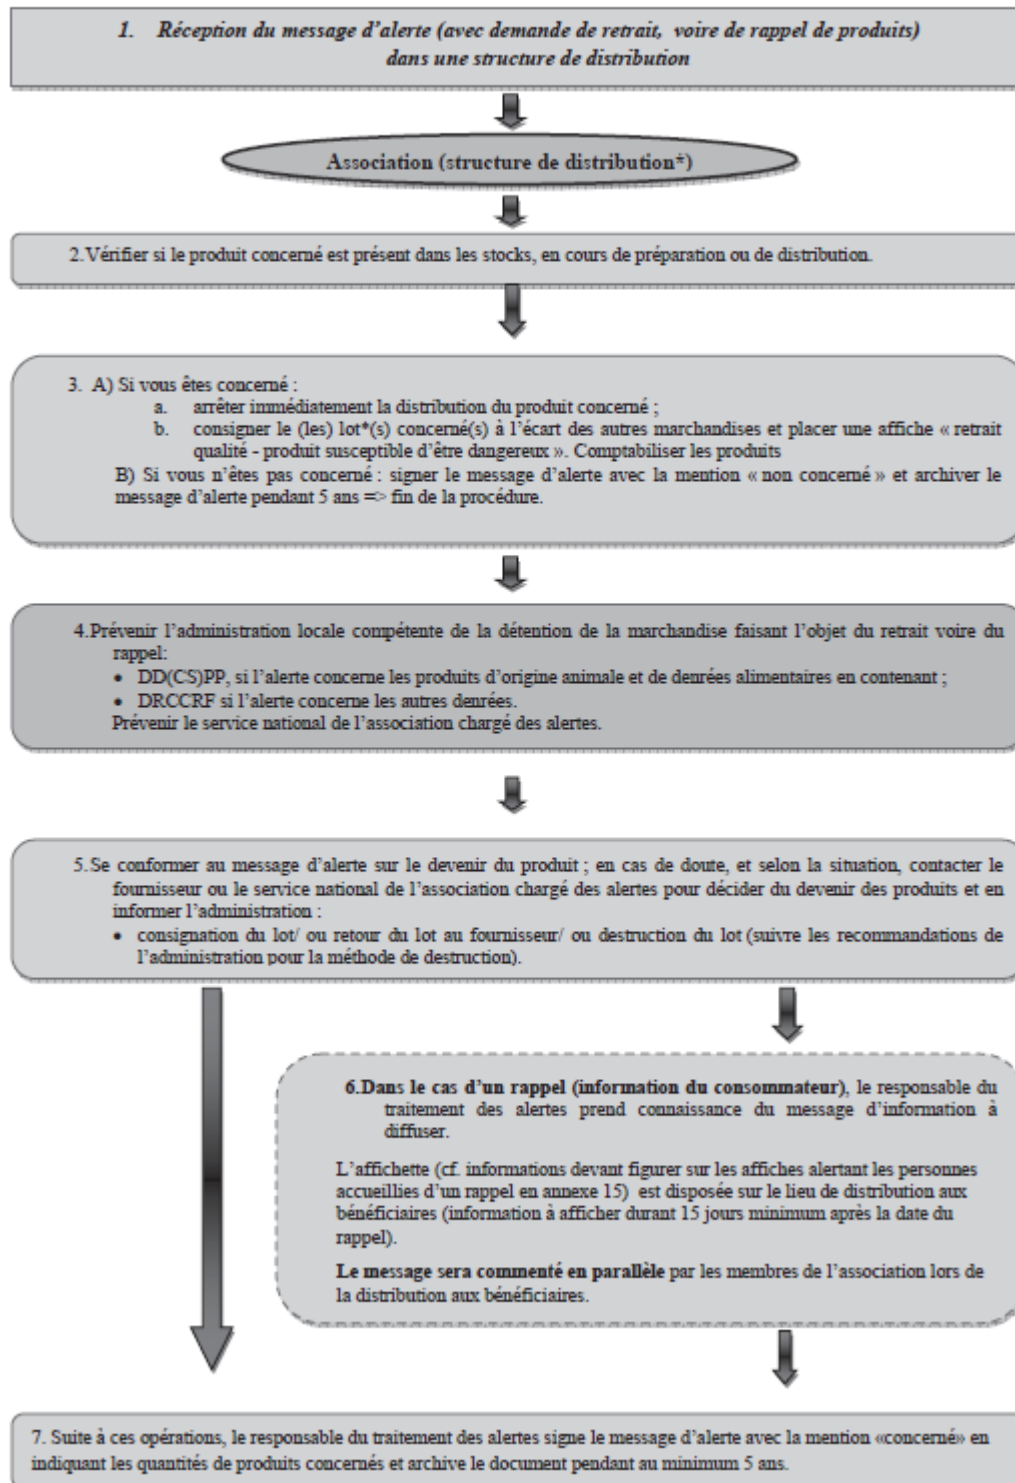 1. Réception du message d'alerte (avec demande de retrait, voire de rappel de produits)
dans une structure de distribution
Association (structure de distribution*)
2.Vérifier si le produit concerné est présent dans les stocks, en cours de préparation ou de distribution.
3. A) Si vous êtes concerné :
a. arrêter immédiatement la distribution du produit concerné ;
b. consigner le (les) lot*(s) concerné(s) à l'écart des autres marchandises et placer une affiche « retrait
qualité - produit susceptible d'être dangereux ». Comptabiliser les produits
B) Si vous n'êtes pas concerné : signer le message d'alerte avec la mention « non concerné » et archiver le
message d'alerte pendant 5 ans => fin de la procédure.
4.Prévenir l'administration locale compétente de la détention de la marchandise faisant l'objet du retrait voire du
rappel:
• DD(CS)PP, si l'alerte concerne les produits d'origine animale et de denrées alimentaires en contenant ;
• DRCCRF si l'alerte concerne les autres denrées.
Prévenir le service national de l'association chargé des alertes.
5.Se conformer au message d'alerte sur le devenir du produit ; en cas de doute, et selon la situation, contacter le
fournisseur ou le service national de l'association chargé des alertes pour décider du devenir des produits et en
informer l'administration :
• consignation du lot/ ou retour du lot au fournisseur/ ou destruction du lot (suivre les recommandations de
l'administration pour la méthode de destruction).
6.Dans le cas d'un rappel (information du consommateur), le responsable du
traitement des alertes prend connaissance du message d'information à
diffuser.
L'affichette (cf. informations devant figurer sur les affiches alertant les personnes
accueillies d'un rappel en annexe 15) est disposée sur le lieu de distribution aux
bénéficiaires (information à afficher durant 15 jours minimum après la date du
rappel).
Le message sera commenté en parallèle par les membres de l'association lors de
la distribution aux bénéficiaires.
7. Suite à ces opérations, le responsable du traitement des alertes signe le message d'alerte avec la mention «concerné» en
indiquant les quantités de produits concernés et archive le document pendant au minimum 5 ans.